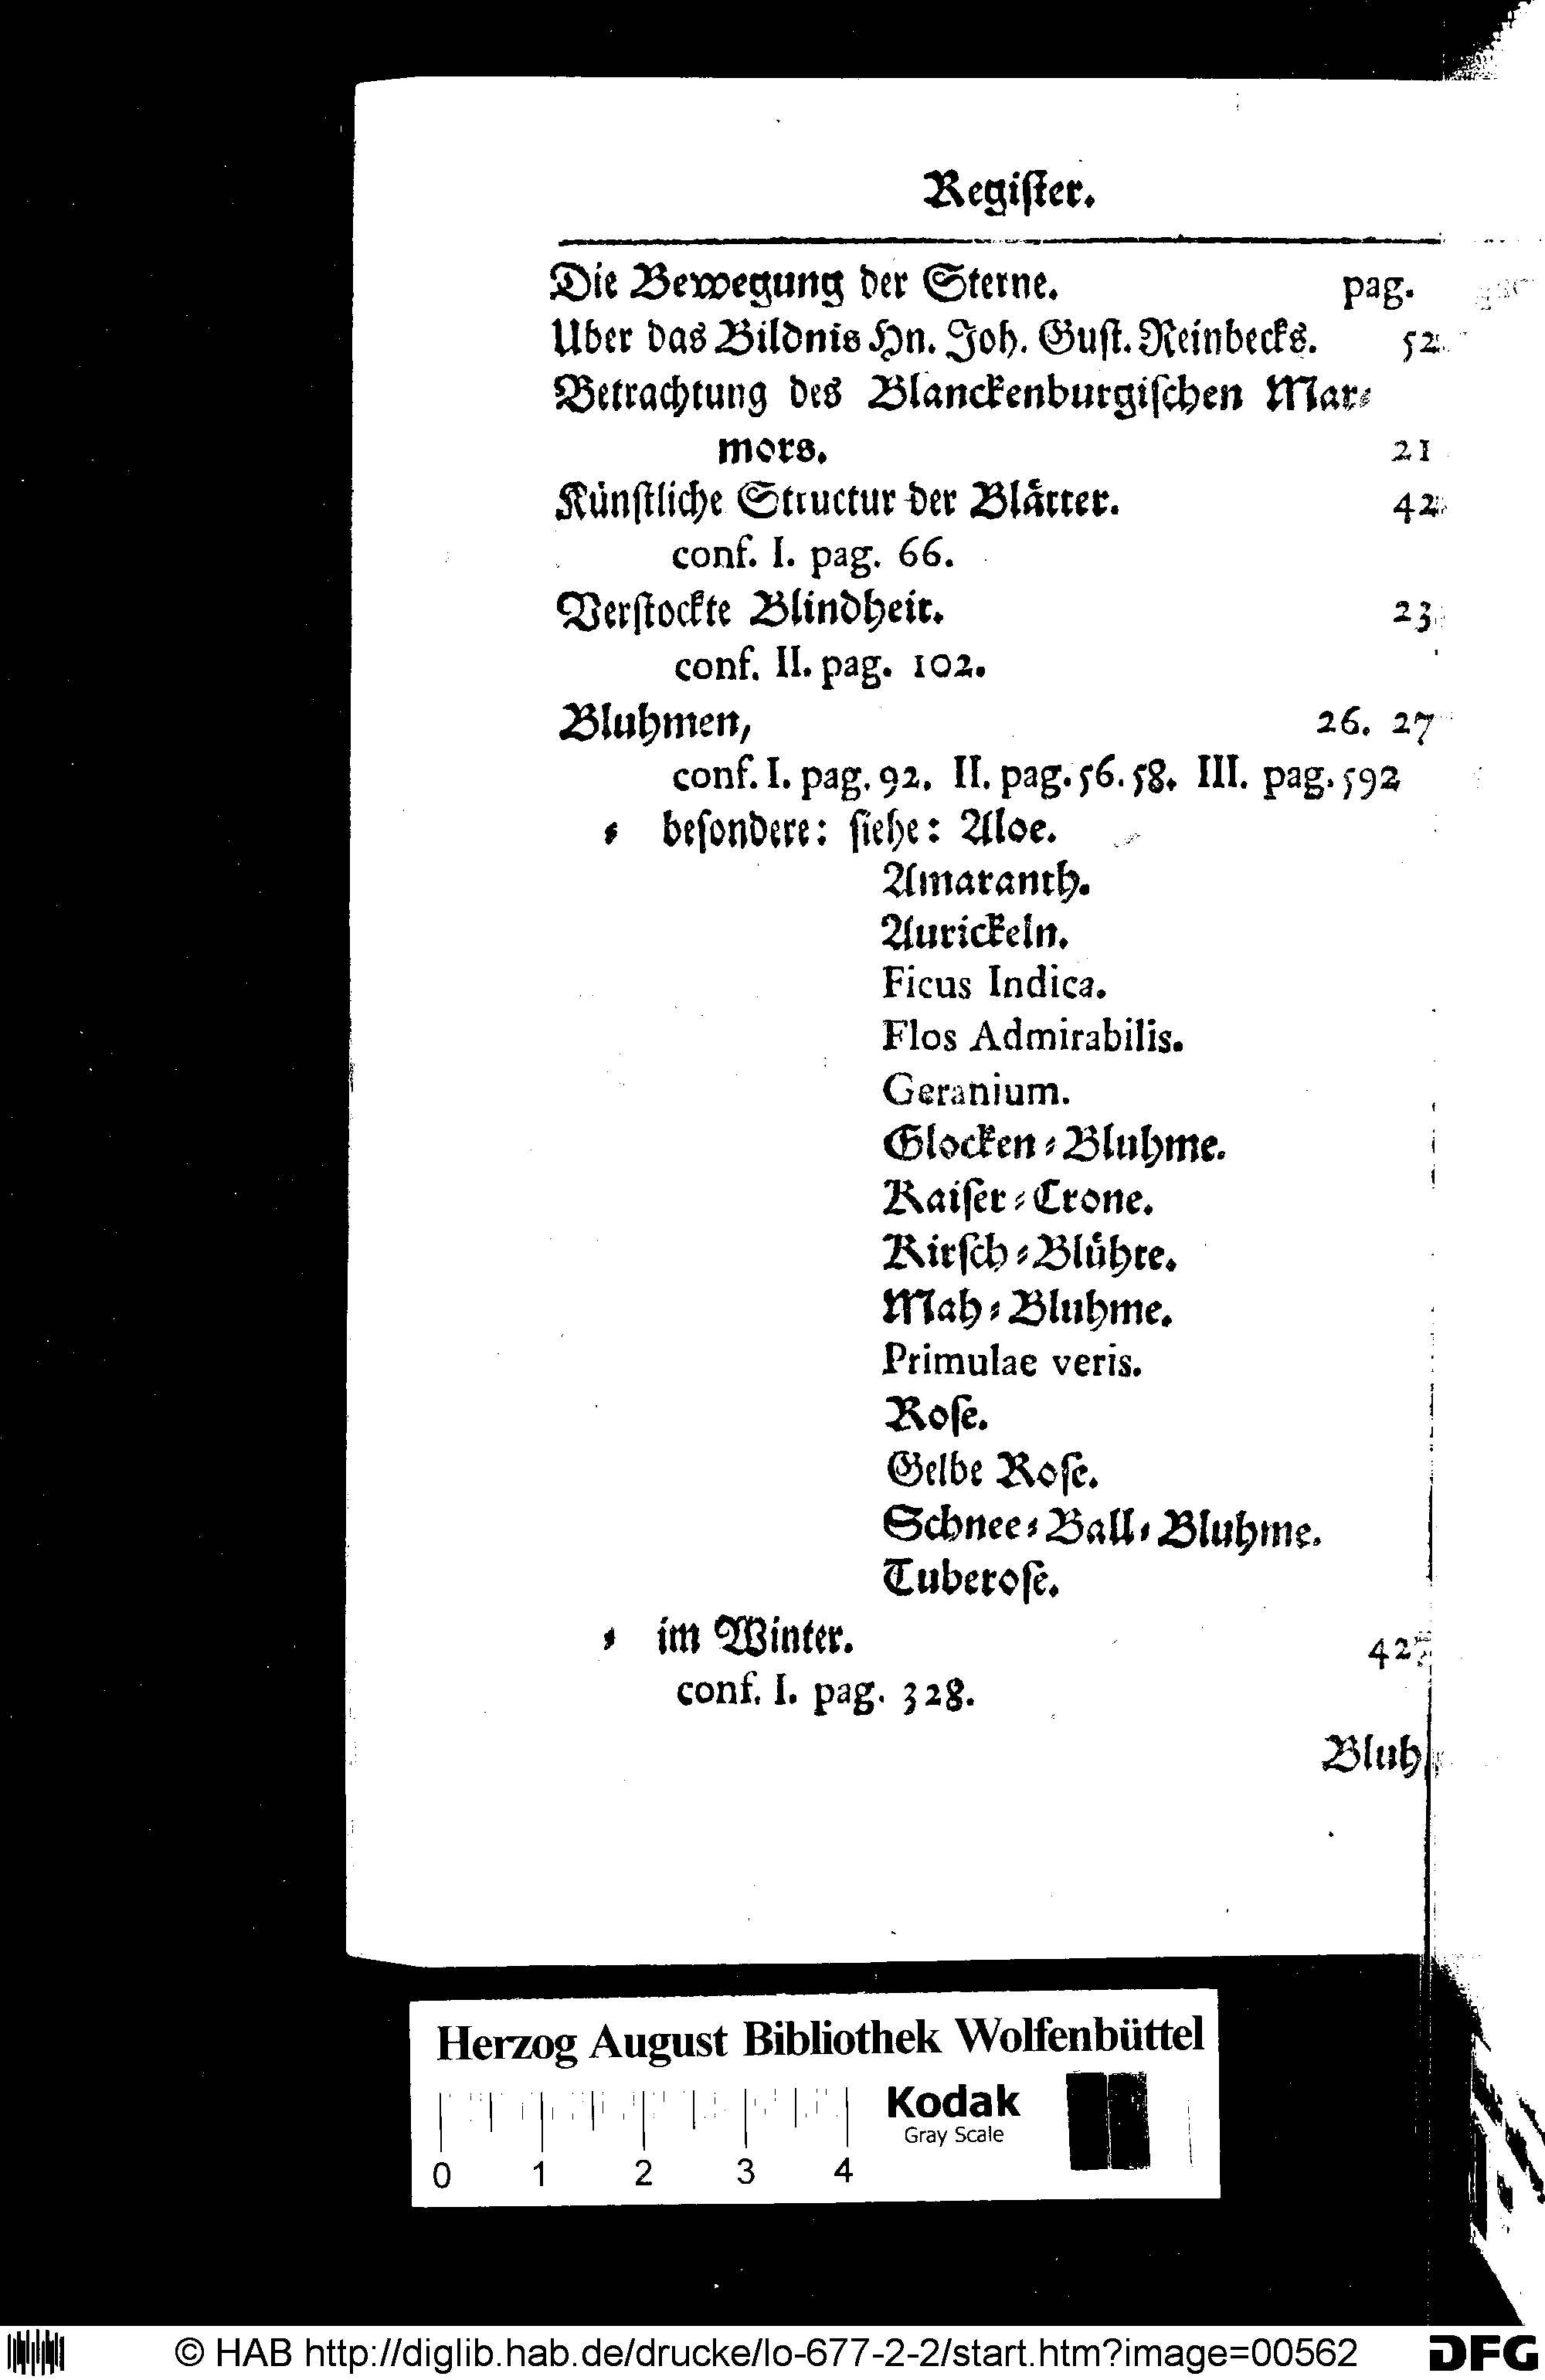 Regiſter.
Die Bewegung der Sterne. pag.
Uber das Bildnis Hn. Joh. Guſt. Reinbecks. 52
Betrachtung des Blanckenburgiſchen Mar⸗
mors. 21
Künſtliche Structur der Blåtter. 42
conf. I. pag. 66.
Verſtockte Blindheit. 23
conf. II. pag. 102.
Bluhmen, 26. 27
conf. I. pag. 92. II. pag. 56. 58. III. pag. 592
⸗ beſondere: ſiehe: Aloe.
Amaranth.
Aurickeln.
Ficus Indica.
Flos Admirabilis.
Geranium.
Glocken⸗Bluhme.
Kaiſer⸗Crone.
Kirſch⸗Blühte.
Mah⸗Bluhme.
Primulae veris.
Roſe.
Gelbe Roſe.
Schnee⸗Ball⸗Bluhme.
Tuberoſe.
⸗ im Winter. 42
conf. I. pag. 328.
Bluh
Herzog August Bibliothek Wolfenbüttel
Kodak
Gray Scale
0 1 2 3 4
© HAB http://diglib.hab.de/drucke/lo-677-2-2/start.htm?image=00562
DFG